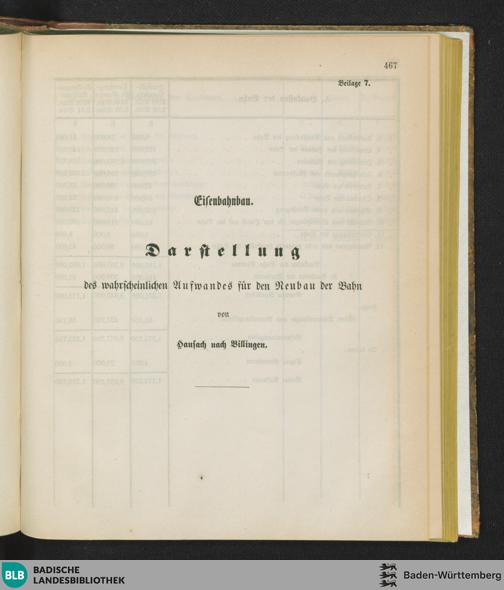 467
Beilage 7.
Eisenbahnbau.
Darstellung
des wahrscheinlichen Aufwandes für den Neubau der Bahn
von
Hausach nach Villingen.
BLB
BADISCHE
LANDESBIBLIOTHEK
Baden-Württemberg